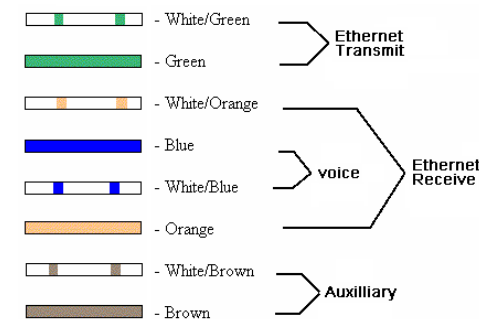 - White/Green
Ethernet
Transmit
- Green
- White/Orange
- Blue
voice
Ethernet
Receive
- White/Blue
- Orange
- White/Brown
Auxilliary
- Brown